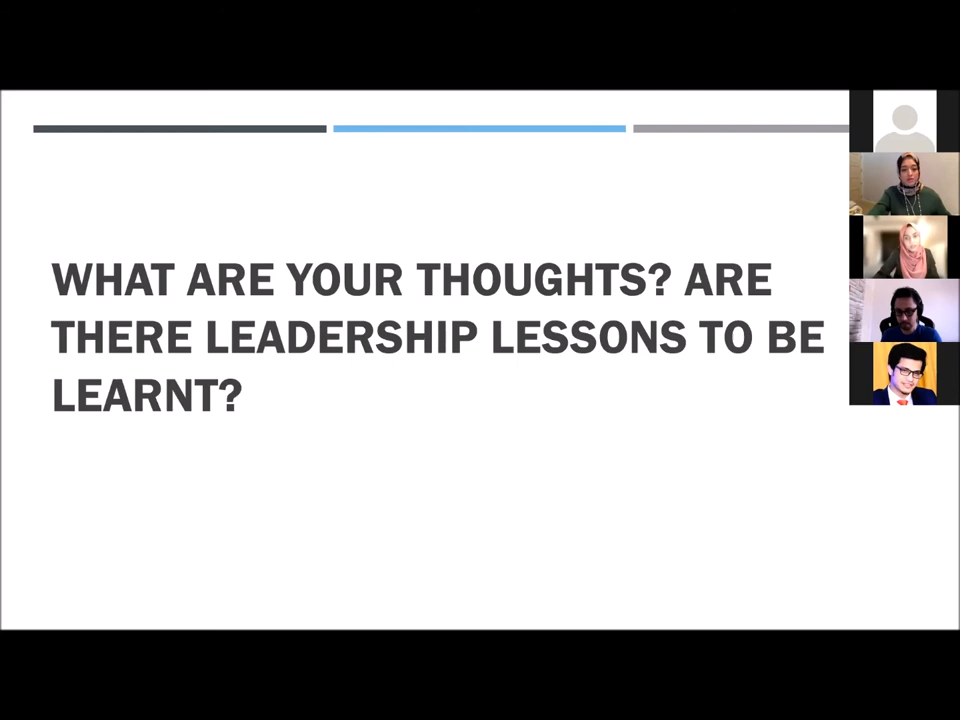 WHAT ARE YOUR THOUGHTS? ARE
THERE LEADERSHIP LESSONS TO BE
LEARNT?